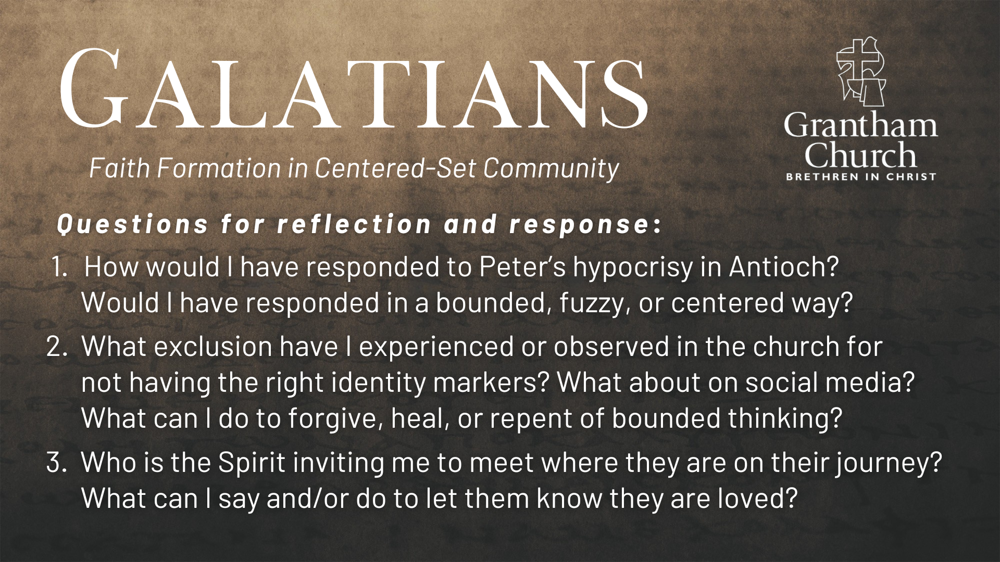 GALATIANS
Faith Formation in Centered-Set Community
Grantham
Church
BRETHREN IN CHRIST
Questions for reflection and response:
1. How would I have responded to Peter’s hypocrisy in Antioch?
Would I have responded in a bounded, fuzzy, or centered way?
2. What exclusion have I experienced or observed in the church for
not having the right identity markers? What about on social media?
What can I do to forgive, heal, or repent of bounded thinking?
3. Who is the Spirit inviting me to meet where they are on their journey?
What can I say and/or do to let them know they are loved?